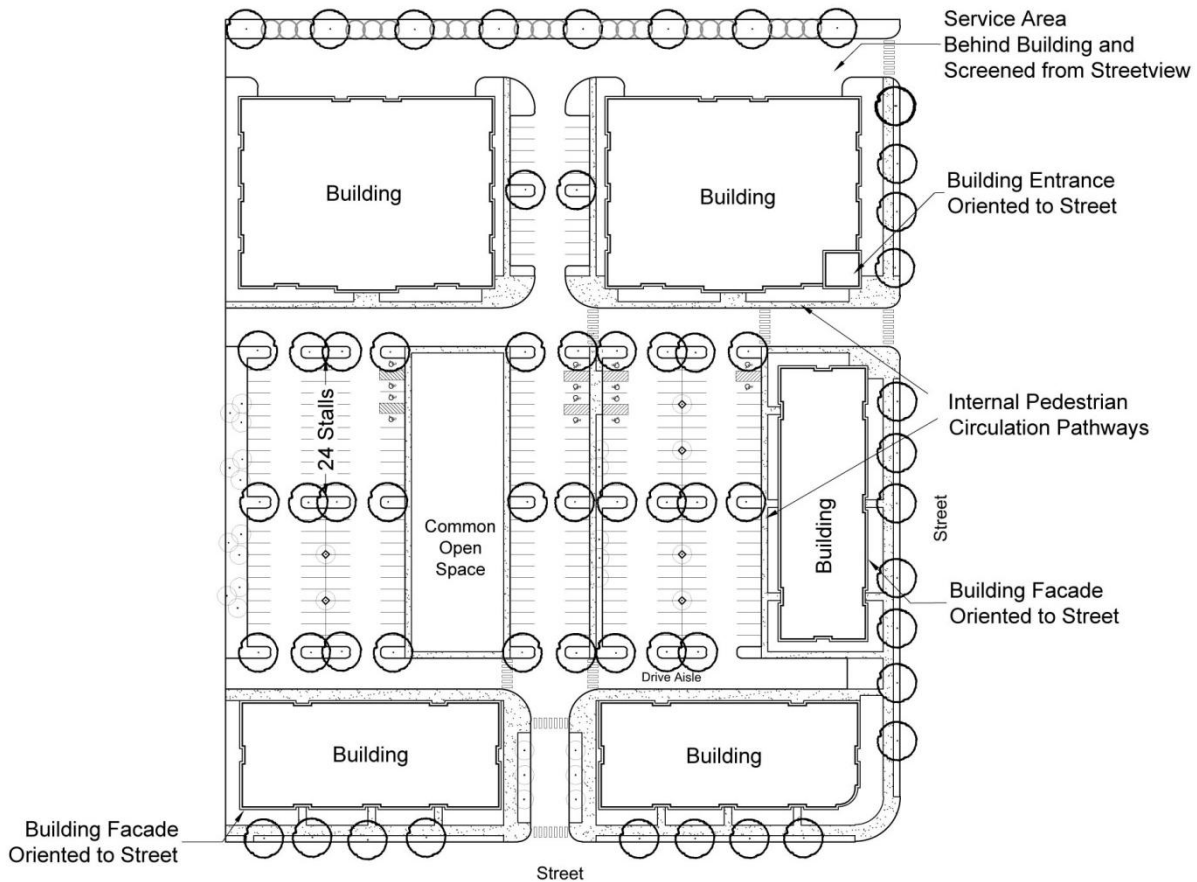 Service Area
Behind Building and
Screened from Streetview
Building
Building
Building Entrance
Oriented to Street
24 Stalls
Internal Pedestrian
Circulation Pathways
Common
Open
Space
Building
Street
Building Facade
Oriented to Street
Drive Aisle
Building
Building
Building Facade
Oriented to Street
Street